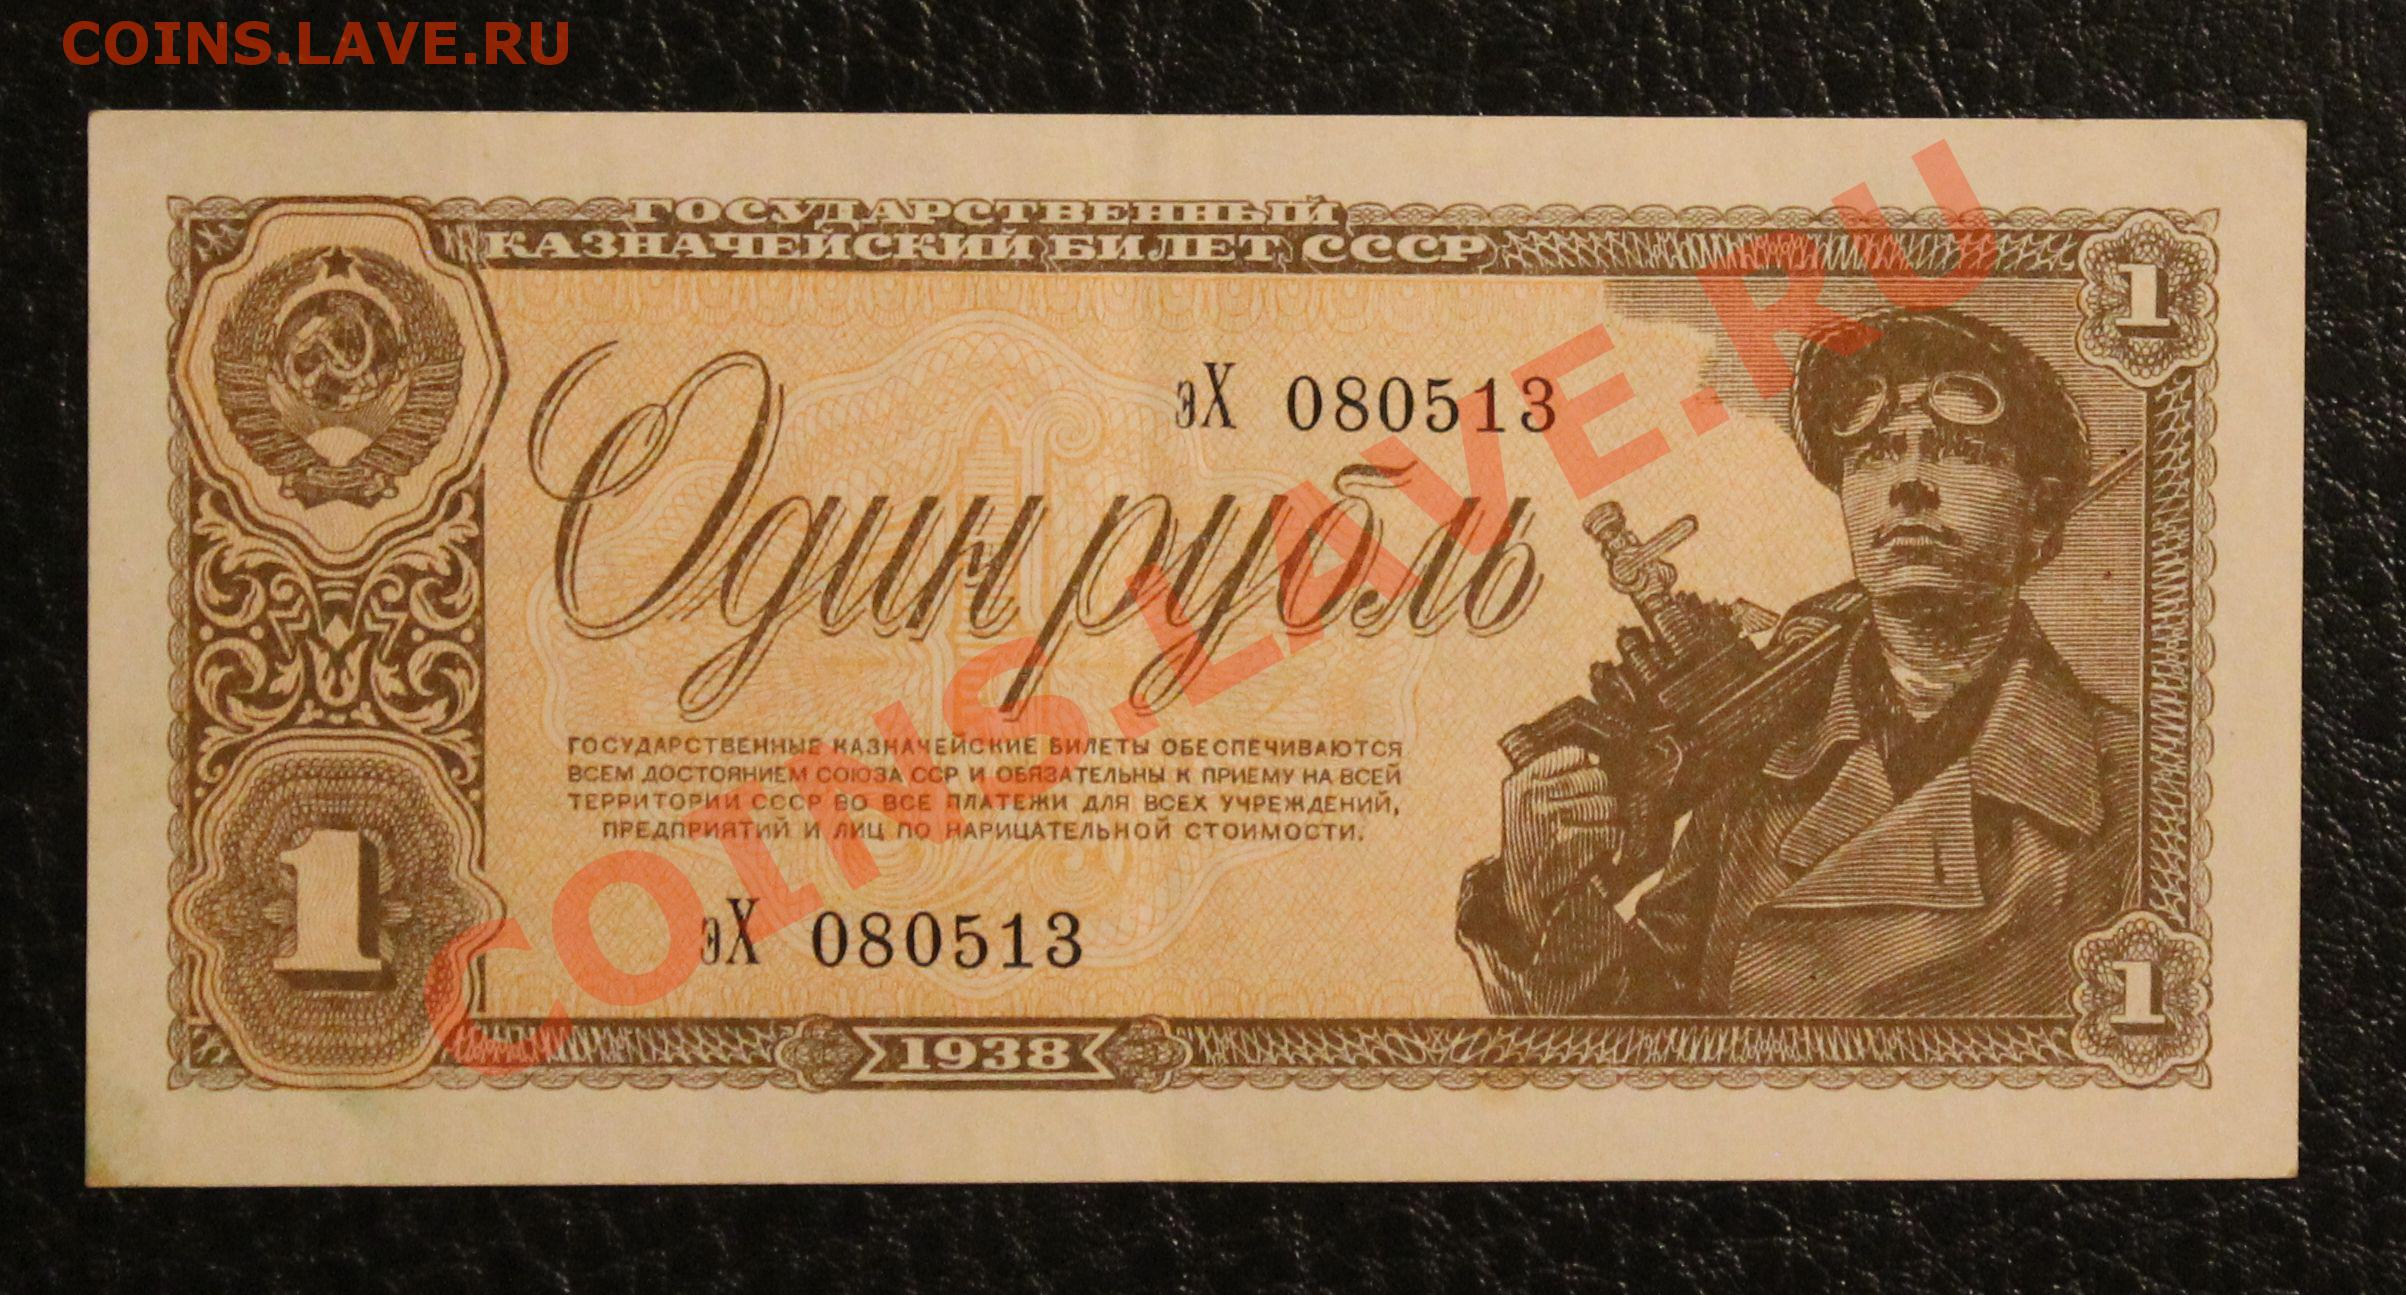 COINS.LAVE.RU
ГОСУДАРСТВЕННЫЙ
КАЗНАЧЕЙСКИЙ БИЛЕТ СССР
1
эХ 080513
Один рубль
ГОСУДАРСТВЕННЫЕ КАЗНАЧЕЙСКИЕ БИЛЕТЫ ОБЕСПЕЧИВАЮТСЯ
ВСЕМ ДОСТОЯНИЕМ СОЮЗА ССР И ОБЯЗАТЕЛЬНЫ К ПРИЕМУ НА ВСЕЙ
ТЕРРИТОРИИ СССР ВО ВСЕ ПЛАТЕЖИ ДЛЯ ВСЕХ УЧРЕЖДЕНИЙ,
ПРЕДПРИЯТИЙ И ЛИЦ ПО НАРИЦАТЕЛЬНОЙ СТОИМОСТИ.
1
эХ 080513
1
1938
COINS.LAVE.RU